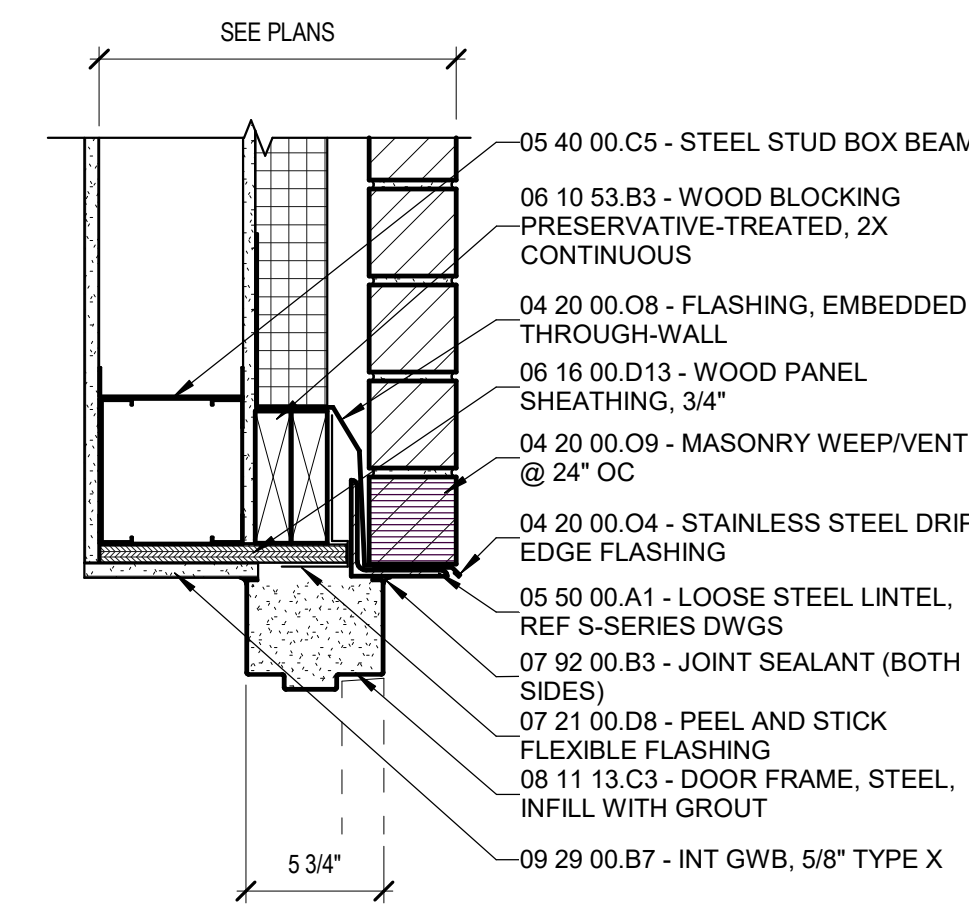 SEE PLANS
05 40 00.C5 - STEEL STUD BOX BEAM
06 10 53.B3 - WOOD BLOCKING
PRESERVATIVE-TREATED, 2X
CONTINUOUS
04 20 00.O8 - FLASHING, EMBEDDED
THROUGH-WALL
06 16 00.D13 - WOOD PANEL
SHEATHING, 3/4"
04 20 00.O9 - MASONRY WEEP/VENT
@ 24" OC
04 20 00.O4 - STAINLESS STEEL DRIP
EDGE FLASHING
05 50 00.A1 - LOOSE STEEL LINTEL,
REF S-SERIES DWGS
07 92 00.B3 - JOINT SEALANT (BOTH
SIDES)
07 21 00.D8 - PEEL AND STICK
FLEXIBLE FLASHING
08 11 13.C3 - DOOR FRAME, STEEL,
INFILL WITH GROUT
09 29 00.B7 - INT GWB, 5/8" TYPE X
5 3/4"